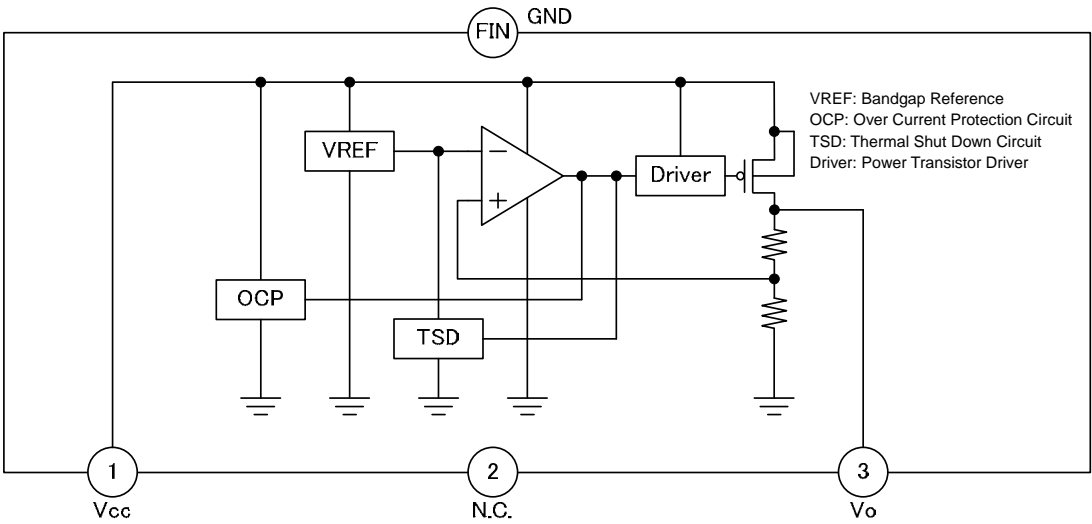 FIN GND
VREF: Bandgap Reference
OCP: Over Current Protection Circuit
TSD: Thermal Shut Down Circuit
Driver: Power Transistor Driver
VREF
−
+
Driver
OCP
TSD
1
2
3
Vcc
N.C.
Vo